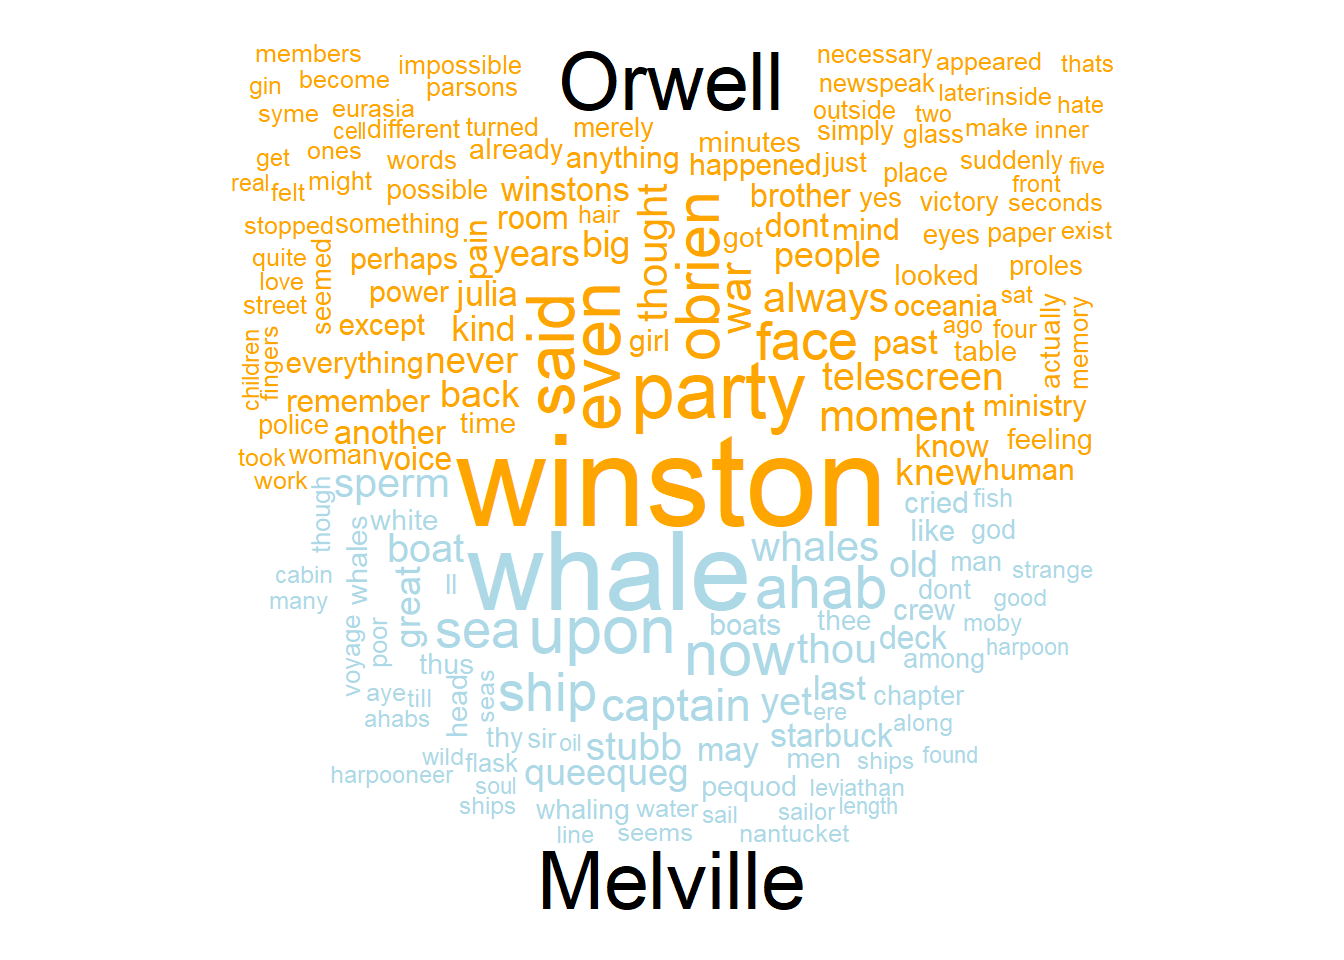 Orwell
members
impossible
necessary
appeared
thats
gin
become
parsons
newspeak
later
inside
hate
syme
eurasia
outside
two
cell
different
turned
merely
minutes
simply
glass
make
inner
get
ones
words
already
anything
happened
just
place
suddenly
five
real
felt
might
possible
winstons
thought
brother
yes
victory
front
seconds
stopped
something
room
hair
obrien
got
dont
mind
eyes
paper
exist
quite
seemed
perhaps
pain
years
big
war
people
looked
proles
love
street
power
julia
always
oceania
sat
except
kind
said
even
girl
face
past
ago
four
table
actually
memory
children
fingers
everything
never
party
telescreen
remember
back
moment
ministry
police
another
time
know
feeling
took
woman
voice
winston
knew
human
work
sperm
though
white
cried
fish
like
god
boat
whales
whale
whales
old
man
strange
cabin
many
ll
ahab
dont
good
great
sea
upon
boats
thee
crew
moby
voyage
poor
now
thou
deck
among
harpoon
thus
aye
till
head
seas
ship
captain
yet
last
chapter
ahabs
ere
along
thy
sir
oil
stubb
may
starbuck
wild
flask
men
ships
found
harpooneer
queequeg
soul
pequod
leviathan
ships
whaling
water
sail
sailor
length
line
seems
nantucket
Melville